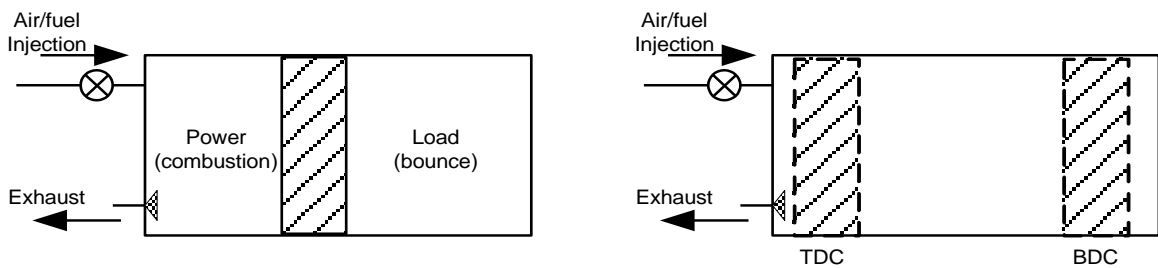 Air/fuel
Injection
Power
(combustion)
Load
(bounce)
Exhaust
Air/fuel
Injection
Exhaust
TDC
BDC